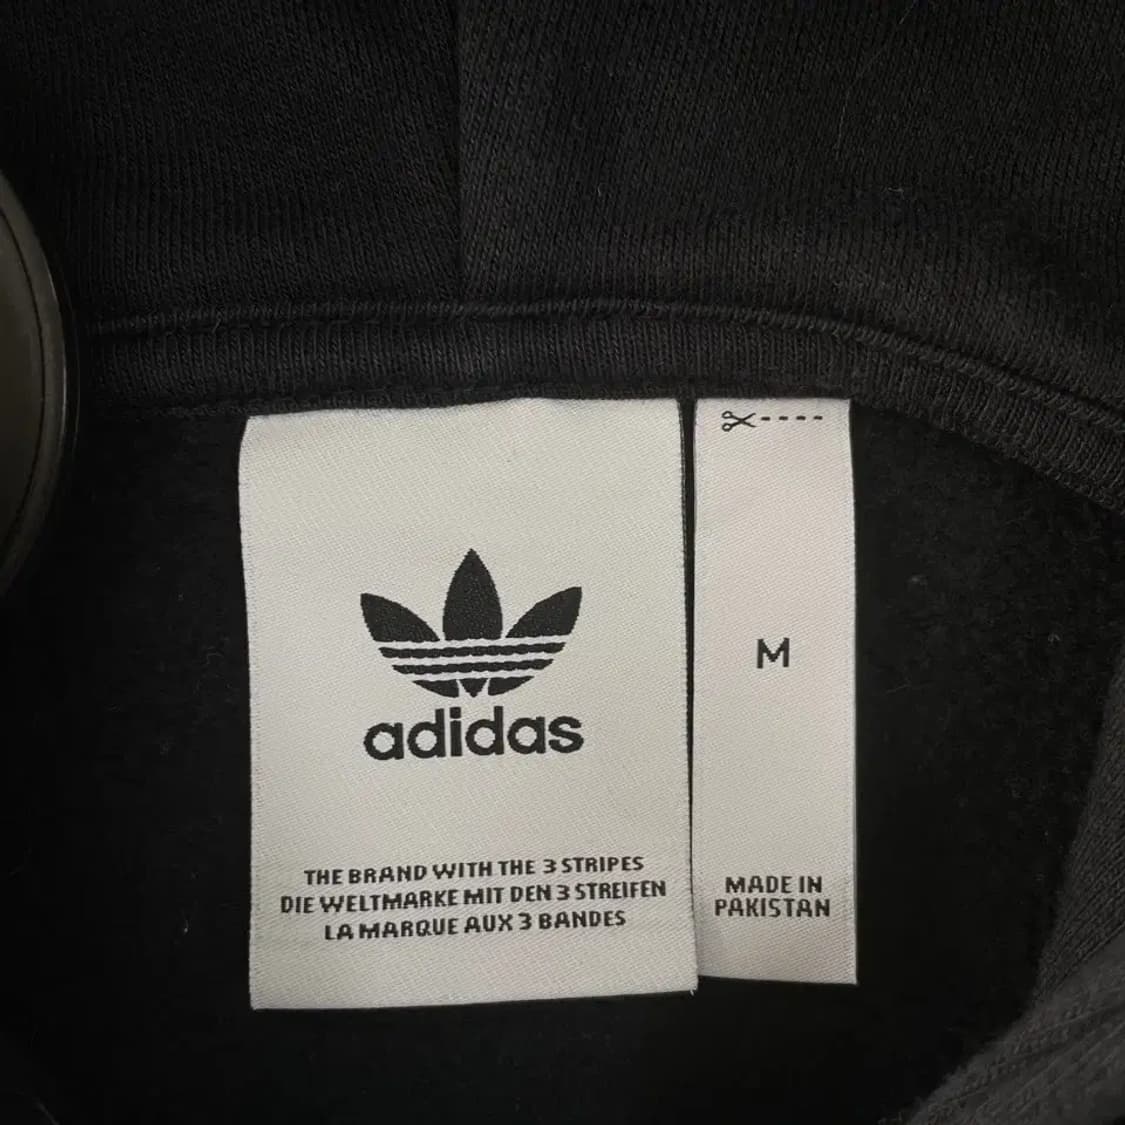 adidas
THE BRAND WITH THE 3 STRIPES
DIE WELTMARKE MIT DEN 3 STREIFEN
LA MARQUE AUX 3 BANDES
M
MADE IN
PAKISTAN